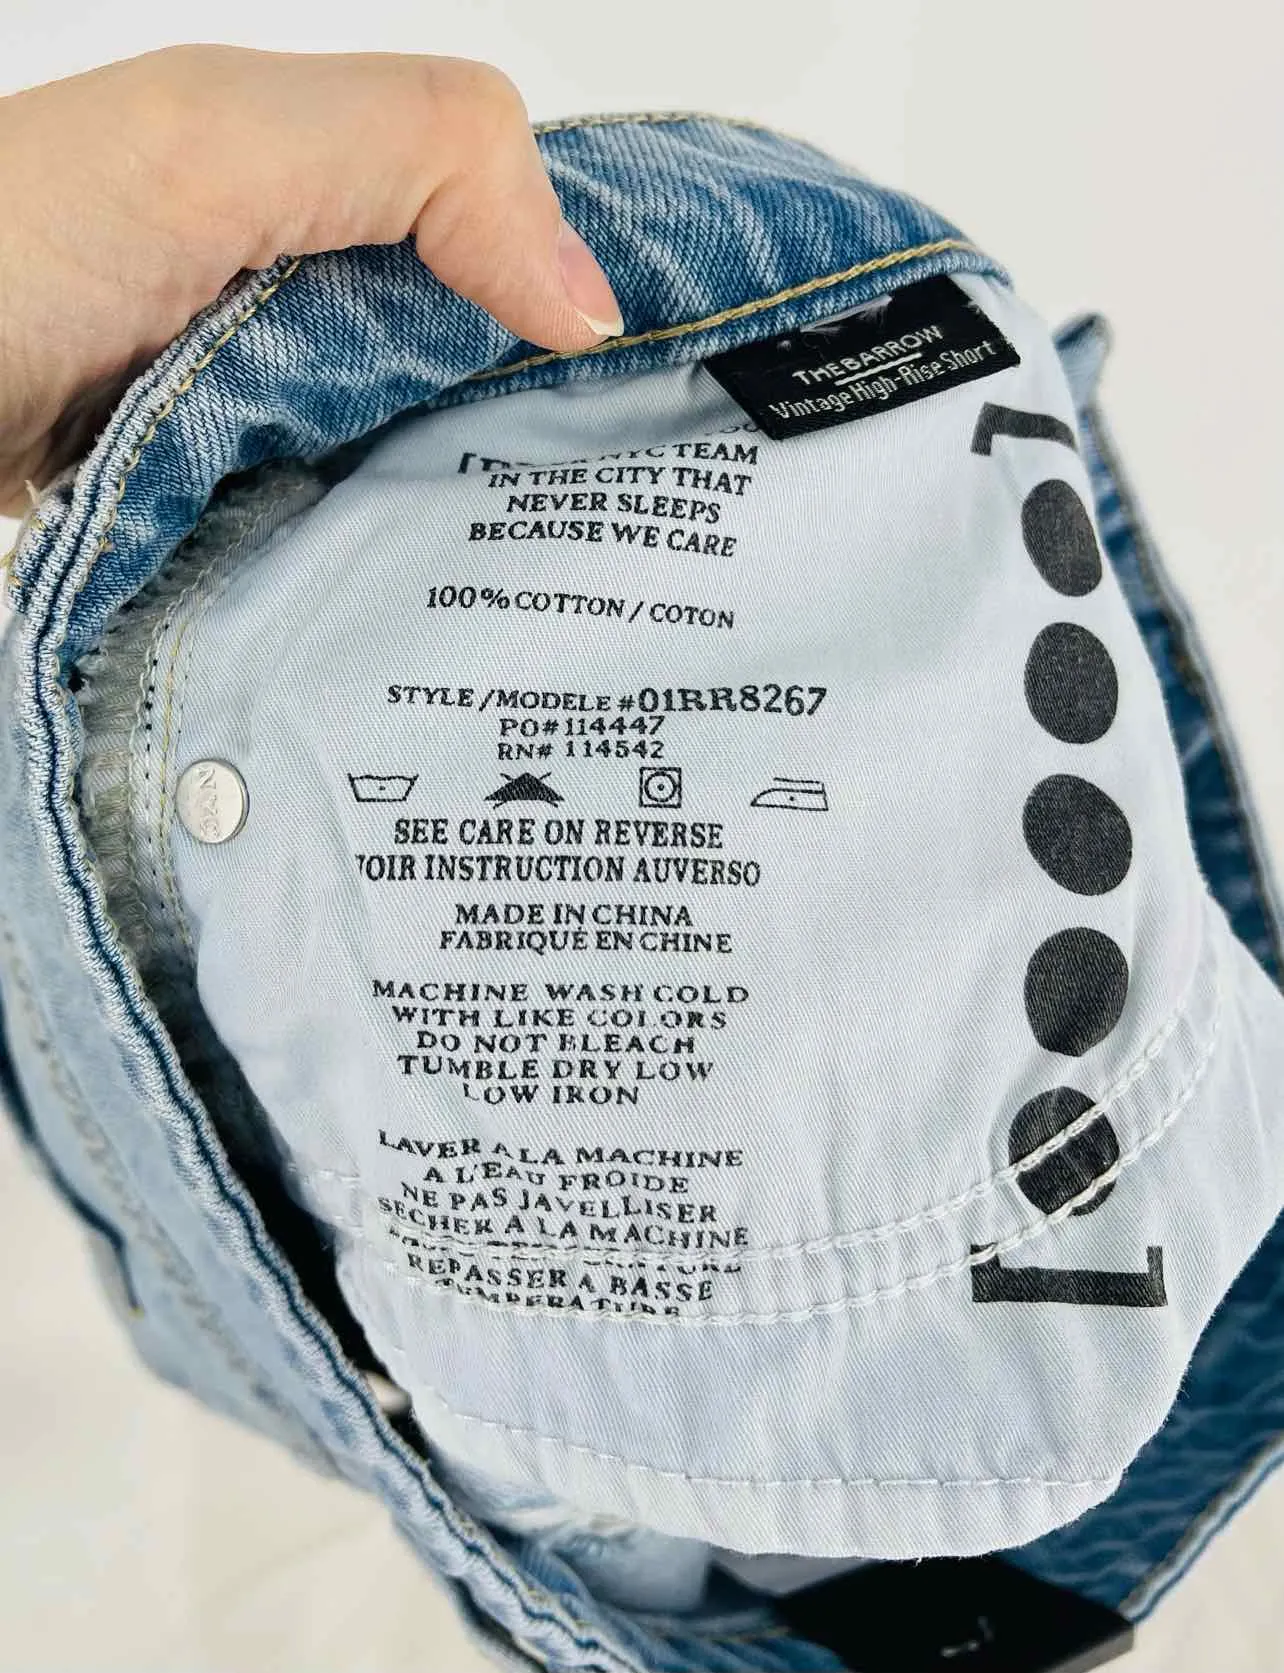 THE BARROW
Vintage High-Rise Short
NYC TEAM
IN THE CITY THAT
NEVER SLEEPS
BECAUSE WE CARE
100% COTTON / COTON
STYLE / MODELE #01RR8267
PO# 114447
RN# 114542
SEE CARE ON REVERSE
VOIR INSTRUCTION AUVERSO
MADE IN CHINA
FABRIQUÉ EN CHINE
MACHINE WASH COLD
WITH LIKE COLORS
DO NOT BLEACH
TUMBLE DRY LOW
LOW IRON
LAVER A LA MACHINE
A L'EAU FROIDE
NE PAS JAVELLISER
SECHER A LA MACHINE
REPASSER A BASSE
TEMPERATURE
[ ● ● ● ● ● ]